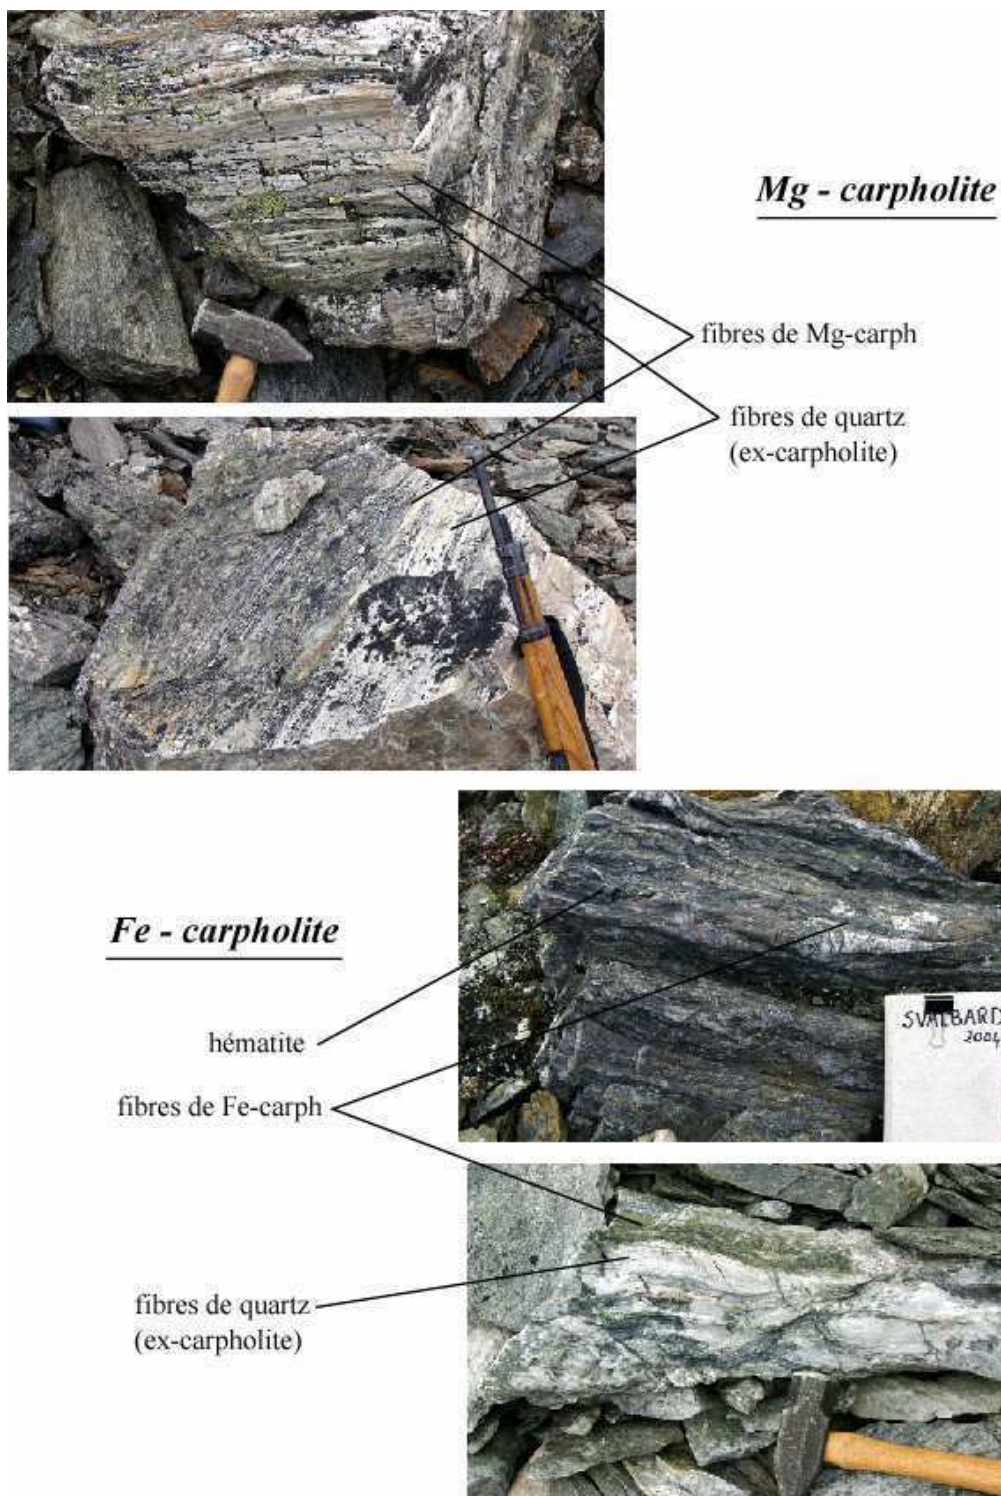 Mg - carpholite
fibres de Mg-carph
fibres de quartz
(ex-carpholite)
Fe - carpholite
SVALBARD
2004
hématite
fibres de Fe-carph
fibres de quartz
(ex-carpholite)